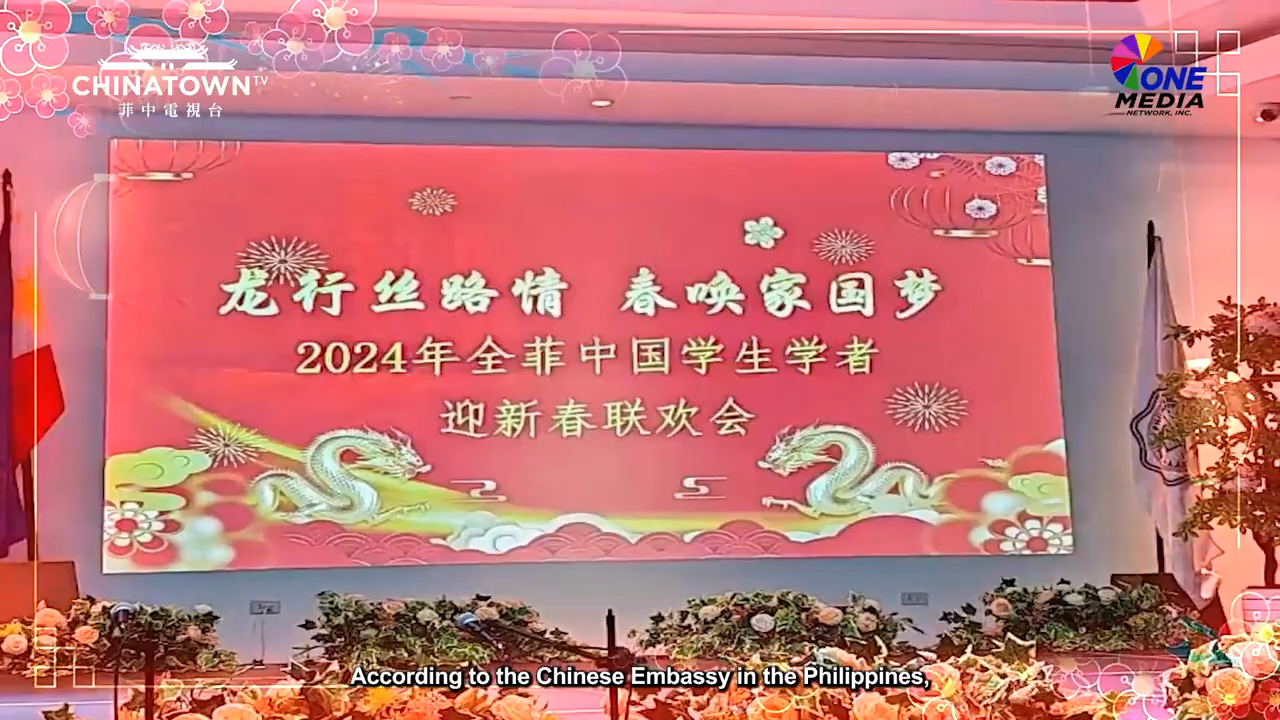 CHINATOWN TV
菲中電視台
ONE
MEDIA
NETWORK, INC.
龙行丝路情 春唤家国梦
2024年全菲中国学生学者
迎新春联欢会
According to the Chinese Embassy in the Philippines,